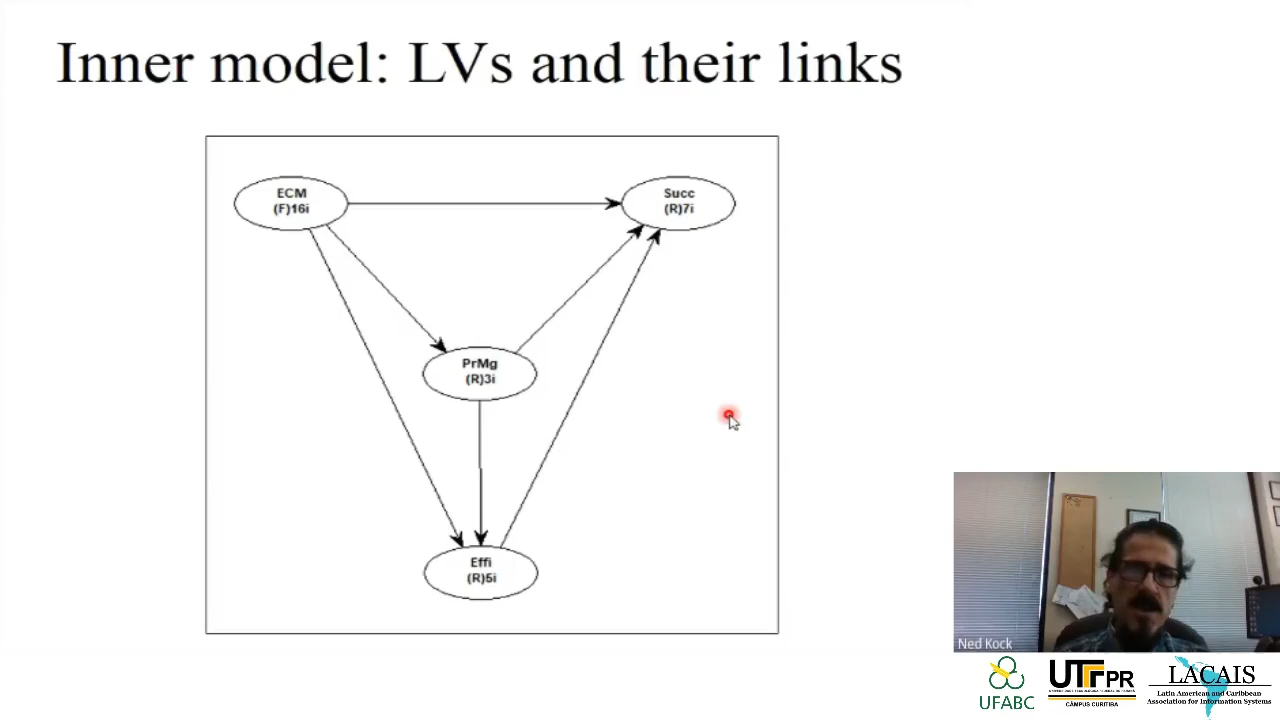 Inner model: LVs and their links
ECM
(F)16i
Succ
(R)7i
PrMg
(R)3i
Effi
(R)5i
Ned Kock
UFABC
UTFPR
CÂMPUS CURITIBA
LACAIS
Latin American and Caribbean
Association for Information Systems